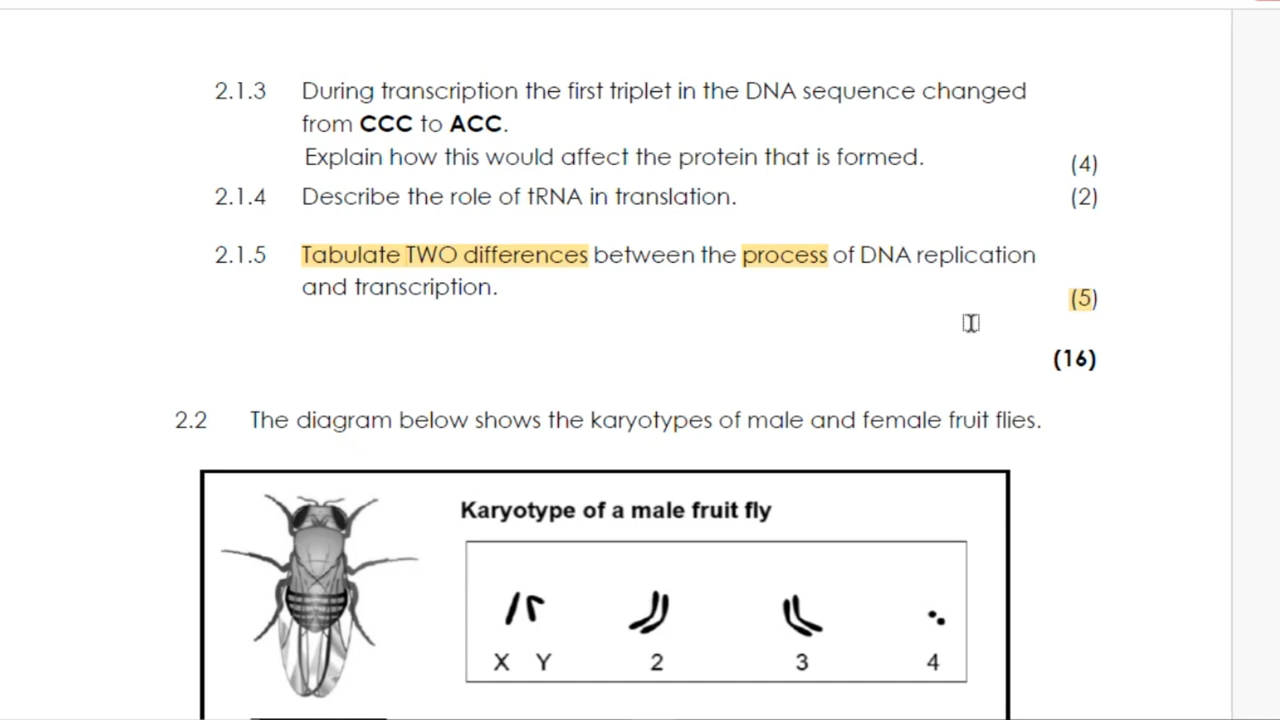 2.1.3 During transcription the first triplet in the DNA sequence changed
from CCC to ACC.
Explain how this would affect the protein that is formed. (4)
2.1.4 Describe the role of tRNA in translation. (2)
2.1.5 Tabulate TWO differences between the process of DNA replication
and transcription. (5)
(16)
2.2 The diagram below shows the karyotypes of male and female fruit flies.
Karyotype of a male fruit fly
X Y 2 3 4